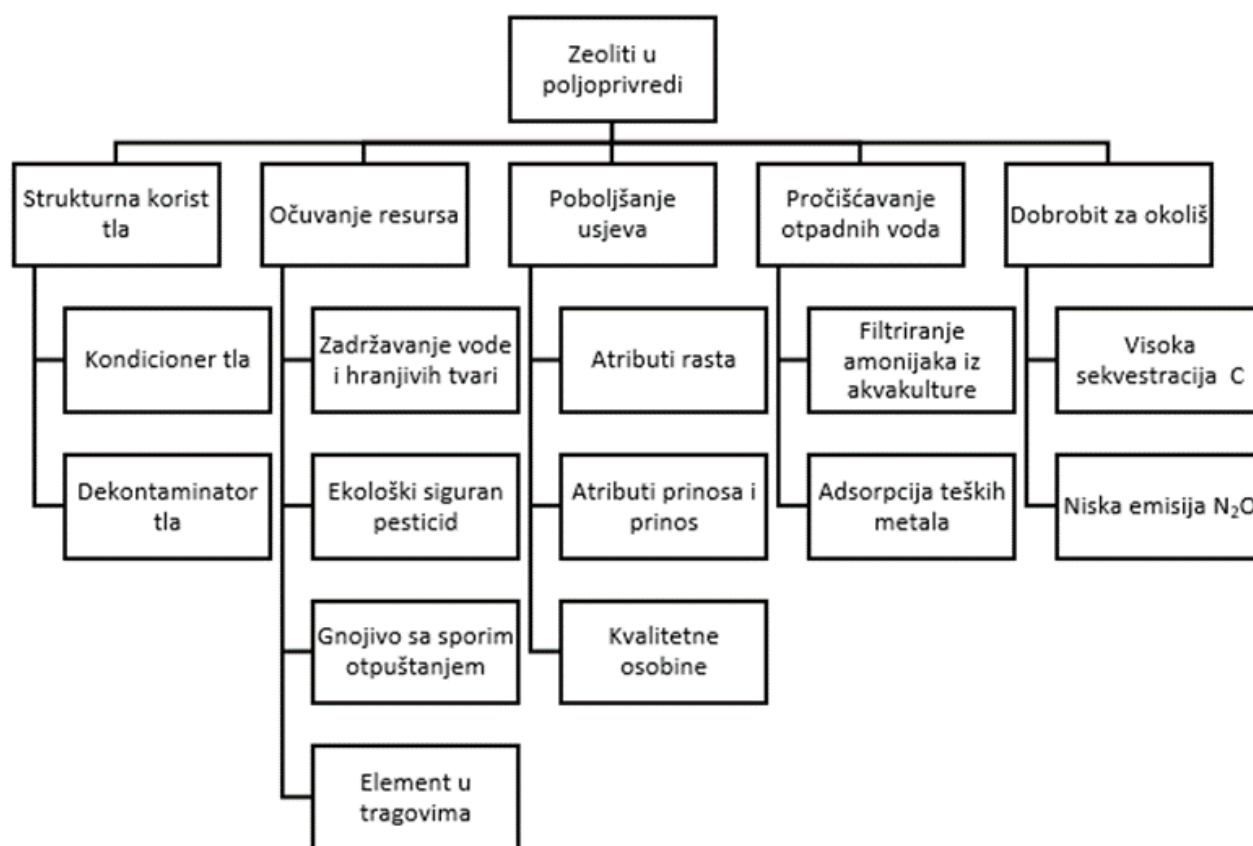 Zeoliti u
poljoprivredi
Strukturna korist
tla
Očuvanje resursa
Poboljšanje
usjeva
Pročišćavanje
otpadnih voda
Dobrobit za okoliš
Kondicioner tla
Zadržavanje vode
i hranjivih tvari
Atributi rasta
Filtriranje
amonijaka iz
akvakulture
Visoka
sekvestracija C
Dekontaminator
tla
Ekološki siguran
pesticid
Atributi prinosa i
prinos
Adsorpcija teških
metala
Niska emisija N₂O
Gnojivo sa sporim
otpuštanjem
Kvalitetne
osobine
Element u
tragovima